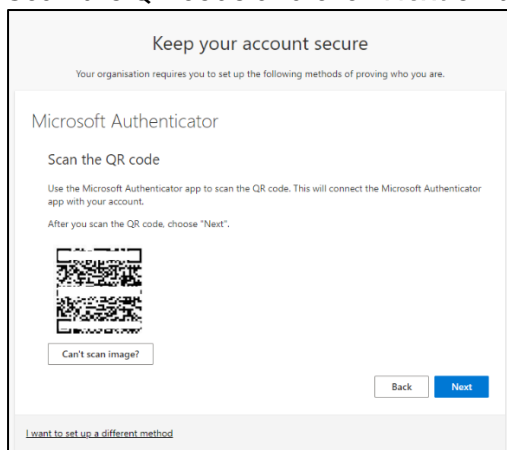 Keep your account secure
Your organisation requires you to set up the following methods of proving who you are.
Microsoft Authenticator
Scan the QR code
Use the Microsoft Authenticator app to scan the QR code. This will connect the Microsoft Authenticator
app with your account.
After you scan the QR code, choose "Next".
Can't scan image?
Back Next
I want to set up a different method